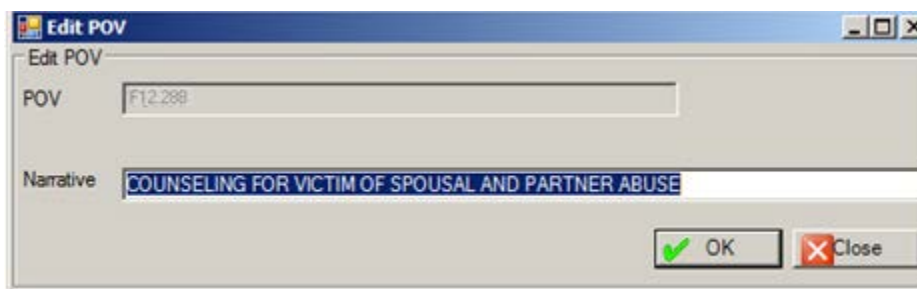 Edit POV
Edit POV
POV F12.288
Narrative COUNSELING FOR VICTIM OF SPOUSAL AND PARTNER ABUSE
OK Close